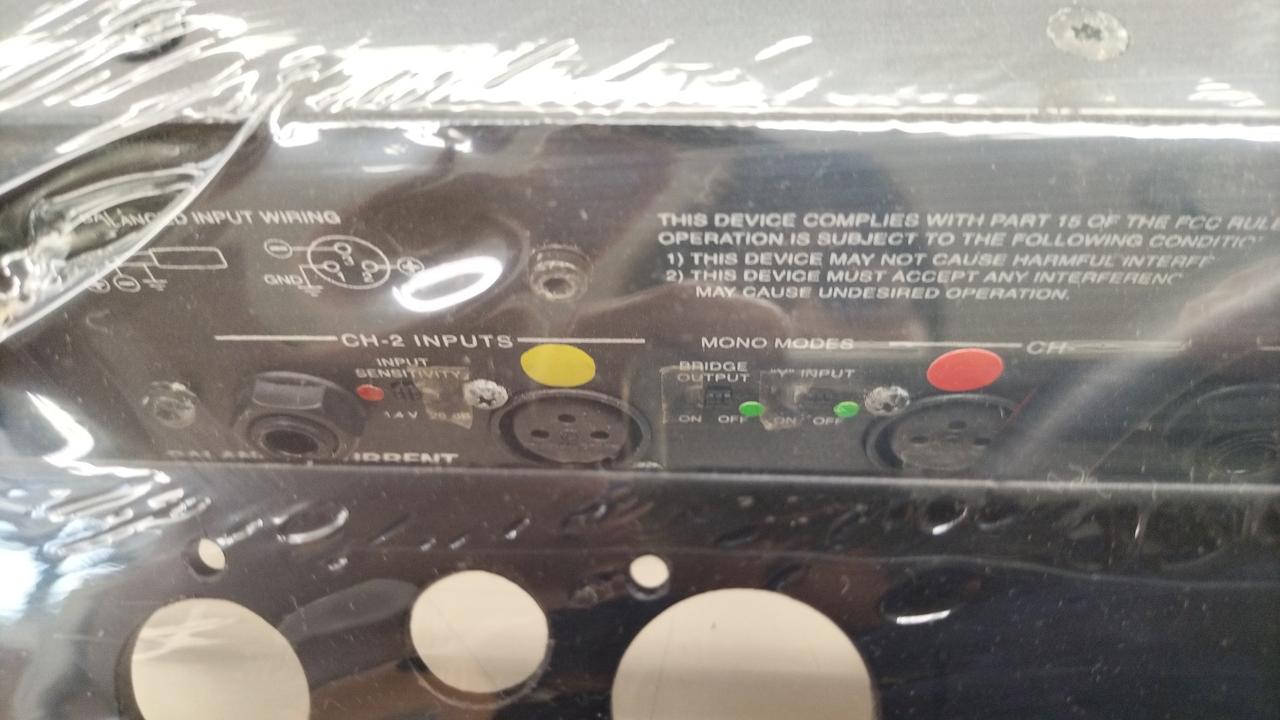 BALANCED INPUT WIRING
GND
THIS DEVICE COMPLIES WITH PART 15 OF THE FCC
OPERATION IS SUBJECT TO THE FOLLOWING
1) THIS DEVICE MAY NOT CAUSE HARMFUL
2) THIS DEVICE MUST ACCEPT ANY
MAY CAUSE UNDESIRED OPERATION.
CH-2 INPUTS
INPUT
SENSITIVITY
1.4 V
MONO MODES
BRIDGE
OUTPUT
ON OFF
"Y" INPUT
ON OFF
CH